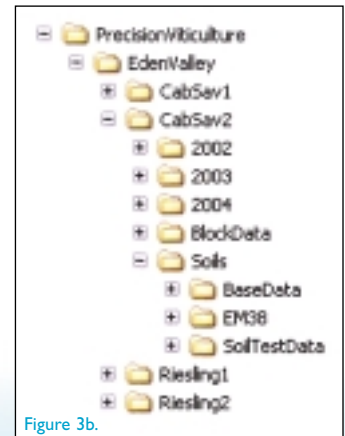 PrecisionViticulture
EdenValley
CabSav1
CabSav2
2002
2003
2004
BlockData
Soils
BaseData
EM38
SoilTestData
Riesling1
Riesling2
Figure 3b.